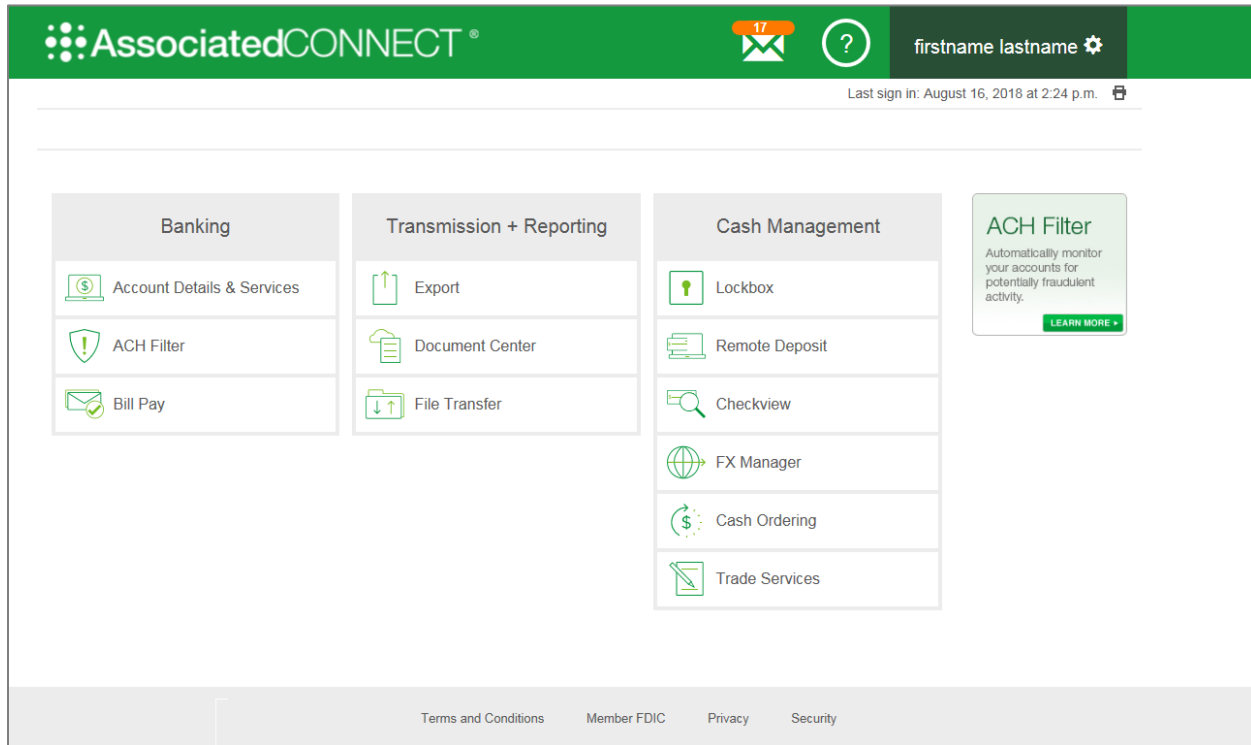 AssociatedCONNECT®
17
?
firstname lastname
Last sign in: August 16, 2018 at 2:24 p.m.
Banking
Account Details & Services
ACH Filter
Bill Pay
Transmission + Reporting
Export
Document Center
File Transfer
Cash Management
Lockbox
Remote Deposit
Checkview
FX Manager
Cash Ordering
Trade Services
ACH Filter
Automatically monitor
your accounts for
potentially fraudulent
activity.
LEARN MORE
Terms and Conditions Member FDIC Privacy Security